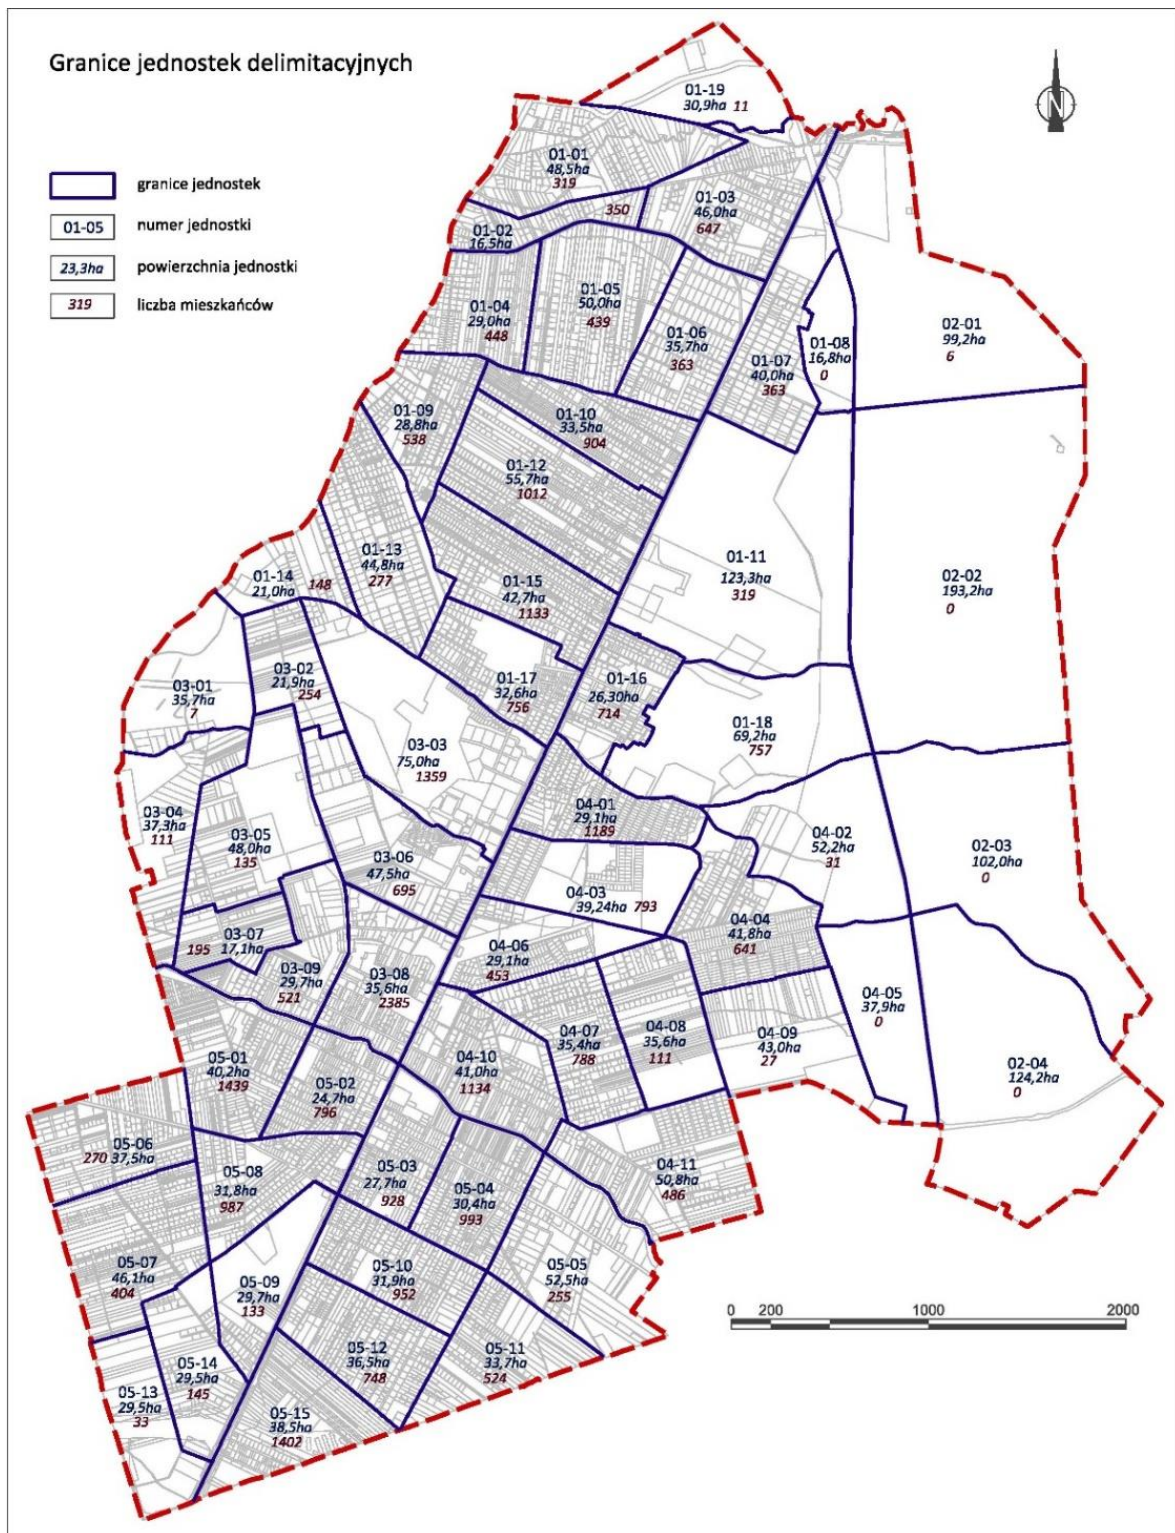 Granice jednostek delimitacyjnych
N
granice jednostek
01-05
numer jednostki
23,3ha
powierzchnia jednostki
319
liczba mieszkańców
01-19
30,9ha 11
01-01
48,5ha
319
350
01-03
46,0ha
647
01-02
16,5ha
01-04
29,0ha
448
01-05
50,0ha
439
01-06
35,7ha
363
01-07
40,0ha
363
01-08
16,8ha
0
02-01
99,2ha
6
01-09
28,8ha
538
01-10
33,5ha
904
01-12
55,7ha
1012
01-11
123,3ha
319
02-02
193,2ha
0
01-13
44,8ha
277
01-14
21,0ha
148
01-15
42,7ha
1133
01-17
32,6ha
756
01-16
26,30ha
714
01-18
69,2ha
757
03-01
35,7ha
7
03-02
21,9ha
254
03-03
75,0ha
1359
03-04
37,3ha
111
03-05
48,0ha
135
03-06
47,5ha
695
04-01
29,1ha
1189
04-02
52,2ha
31
02-03
102,0ha
0
04-03
39,24ha 793
04-04
41,8ha
641
03-07
195 17,1ha
03-09
29,7ha
521
03-08
35,6ha
2385
04-06
29,1ha
453
04-05
37,9ha
0
04-07
35,4ha
788
04-08
35,6ha
111
04-09
43,0ha
27
02-04
124,2ha
0
05-01
40,2ha
1439
05-02
24,7ha
796
04-10
41,0ha
1134
05-06
270 37,5ha
05-08
31,8ha
987
05-03
27,7ha
928
05-04
30,4ha
993
04-11
50,8ha
486
05-07
46,1ha
404
05-09
29,7ha
133
05-10
31,9ha
952
05-05
52,5ha
255
0 200 1000 2000
05-14
29,5ha
145
05-12
36,5ha
748
05-11
33,7ha
524
05-13
29,5ha
33
05-15
38,5ha
1402